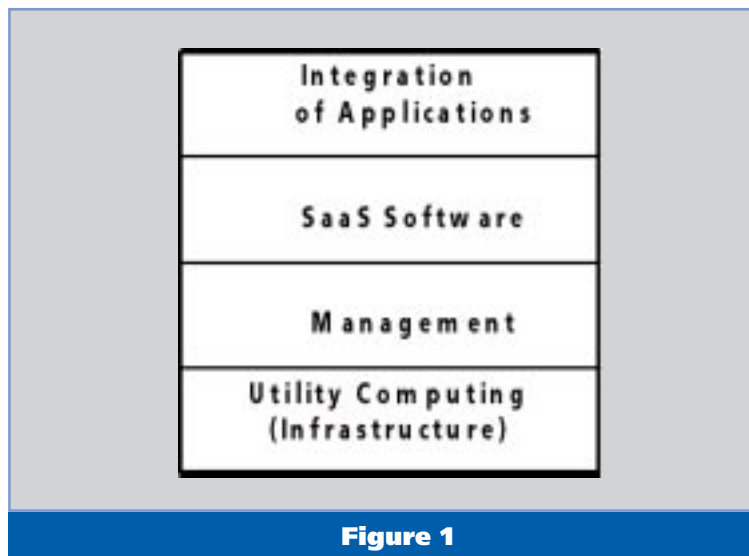 Integration
of Applications
SaaS Software
Management
Utility Computing
(Infrastructure)
Figure 1